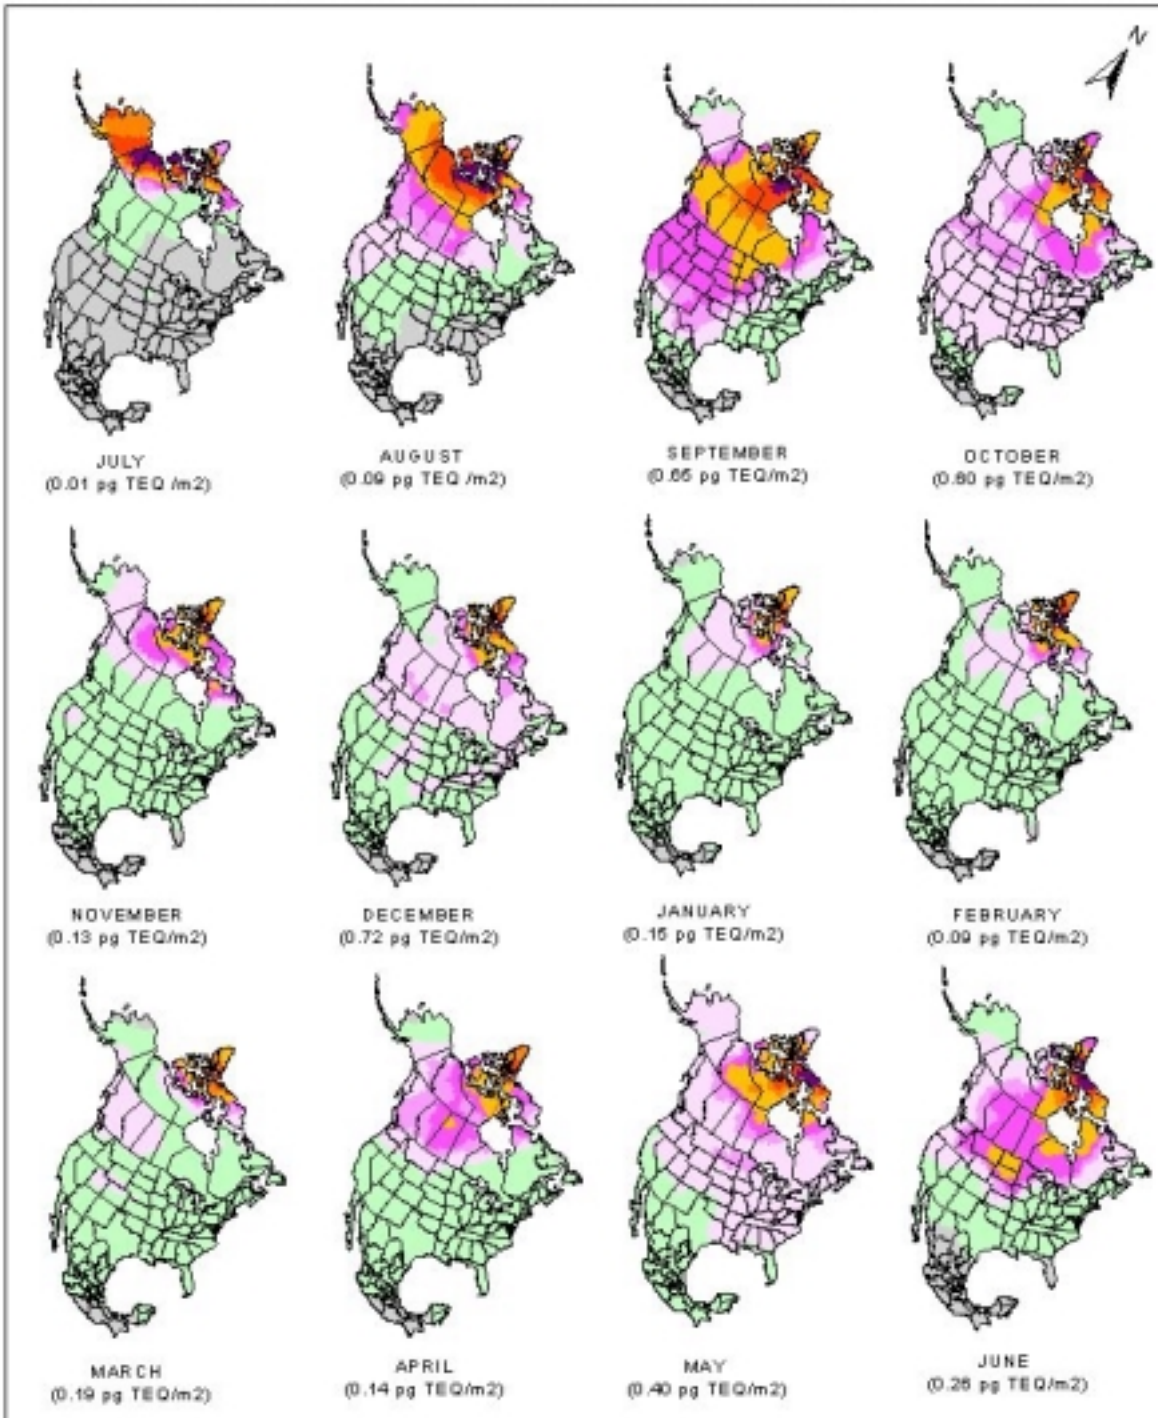 N
JULY
(0.01 pg TEQ /m2)
AUGUST
(0.09 pg TEQ /m2)
SEPTEMBER
(0.65 pg TEQ/m2)
OCTOBER
(0.60 pg TEQ/m2)
NOVEMBER
(0.13 pg TEQ/m2)
DECEMBER
(0.72 pg TEQ/m2)
JANUARY
(0.15 pg TEQ/m2)
FEBRUARY
(0.09 pg TEQ/m2)
MARCH
(0.19 pg TEQ/m2)
APRIL
(0.14 pg TEQ/m2)
MAY
(0.40 pg TEQ/m2)
JUNE
(0.26 pg TEQ/m2)